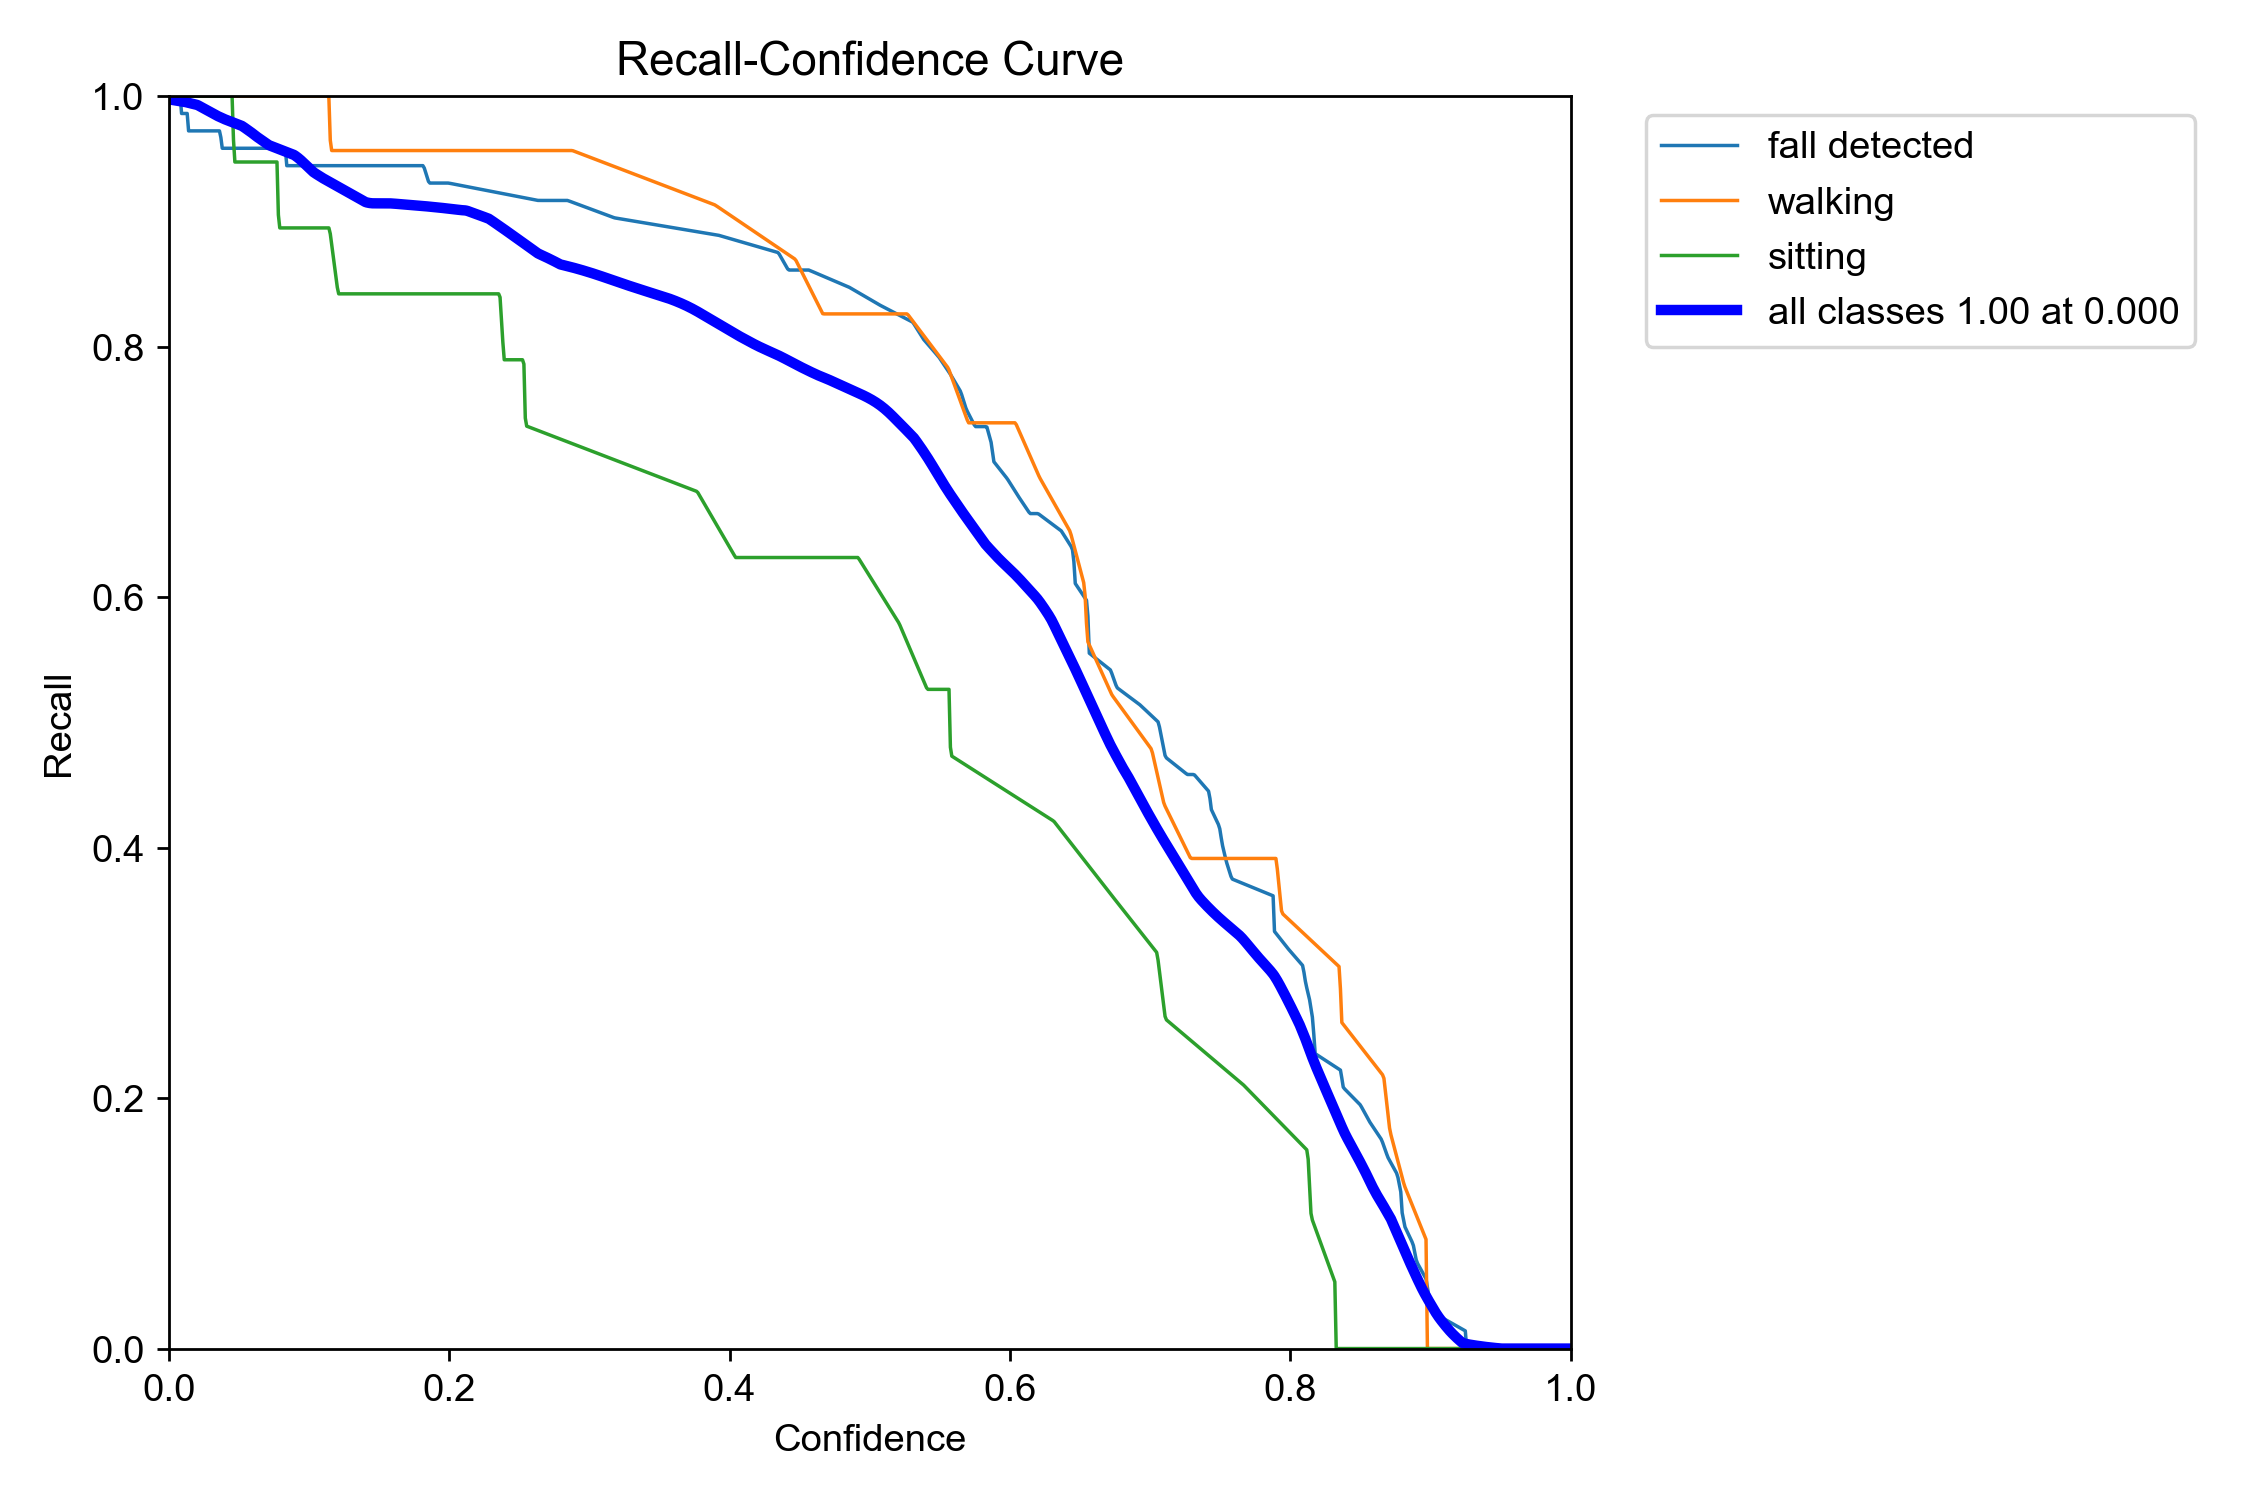 Recall-Confidence Curve
1.0
0.8
0.6
0.4
0.2
0.0
Recall
0.0 0.2 0.4 0.6 0.8 1.0
Confidence
fall detected
walking
sitting
all classes 1.00 at 0.000